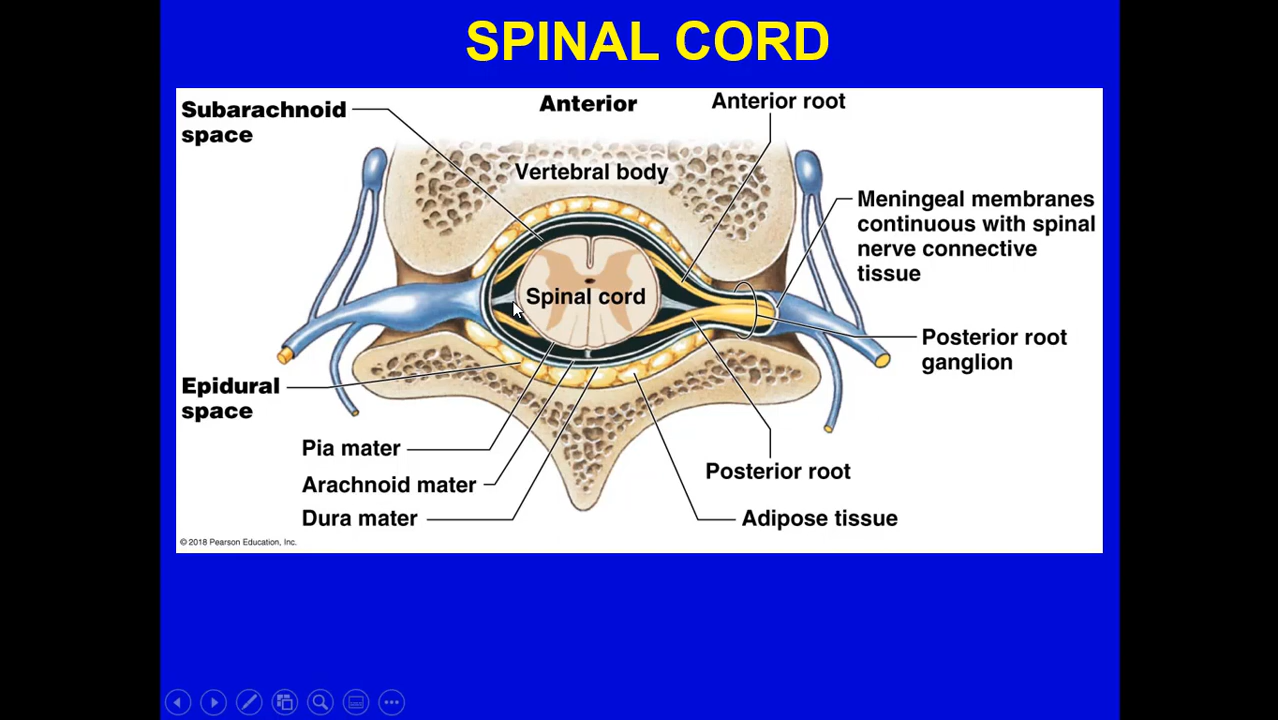 SPINAL CORD
Subarachnoid
space
Anterior
Anterior root
Vertebral body
Meningeal membranes
continuous with spinal
nerve connective
tissue
Spinal cord
Posterior root
ganglion
Epidural
space
Pia mater
Arachnoid mater
Dura mater
Posterior root
Adipose tissue
© 2018 Pearson Education, Inc.